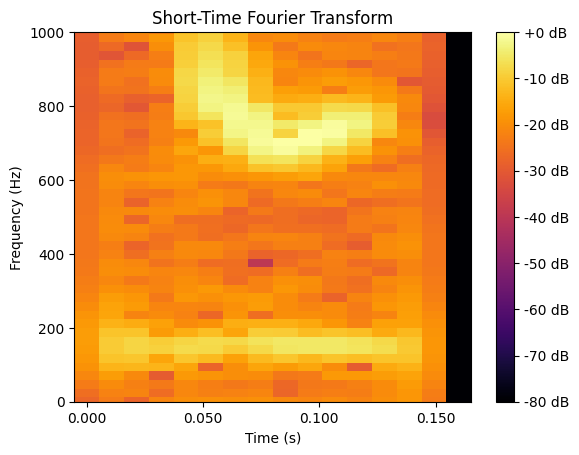 Short-Time Fourier Transform
1000
800
600
400
200
0
Frequency (Hz)
0.000
0.050
0.100
0.150
Time (s)
+0 dB
-10 dB
-20 dB
-30 dB
-40 dB
-50 dB
-60 dB
-70 dB
-80 dB